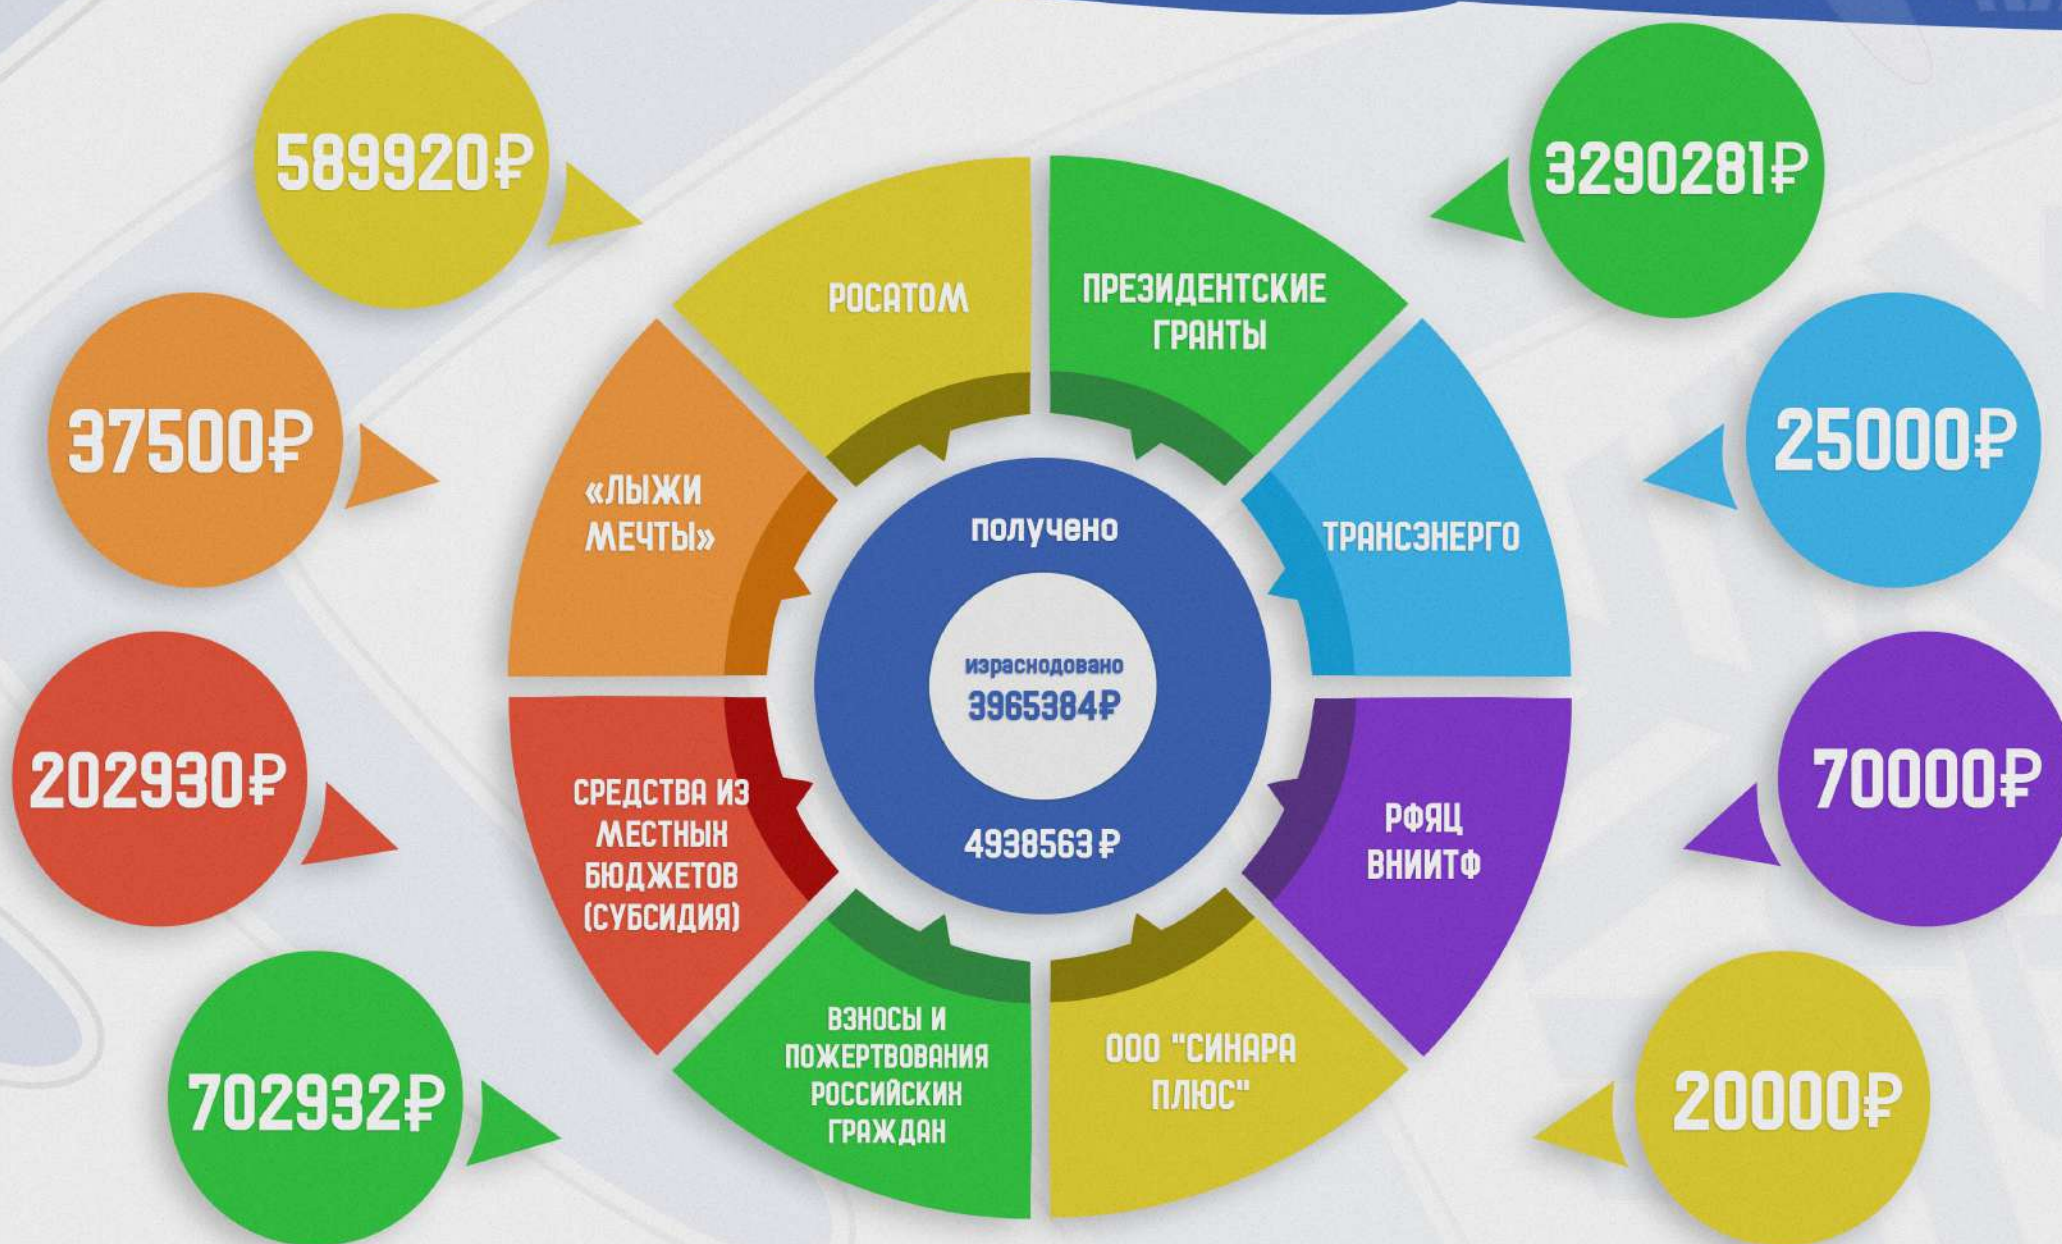 589920₽
3290281₽
РОСАТОМ
ПРЕЗИДЕНТСКИЕ
ГРАНТЫ
37500₽
25000₽
«ЛЫЖИ
МЕЧТЫ»
получено
ТРАНСЭНЕРГО
израсходовано
3965384₽
202930₽
70000₽
СРЕДСТВА ИЗ
МЕСТНЫХ
БЮДЖЕТОВ
(СУБСИДИЯ)
4938563₽
РФЯЦ
ВНИИТФ
702932₽
ВЗНОСЫ И
ПОЖЕРТВОВАНИЯ
РОССИЙСКИХ
ГРАЖДАН
ООО "СИНАРА
ПЛЮС"
20000₽